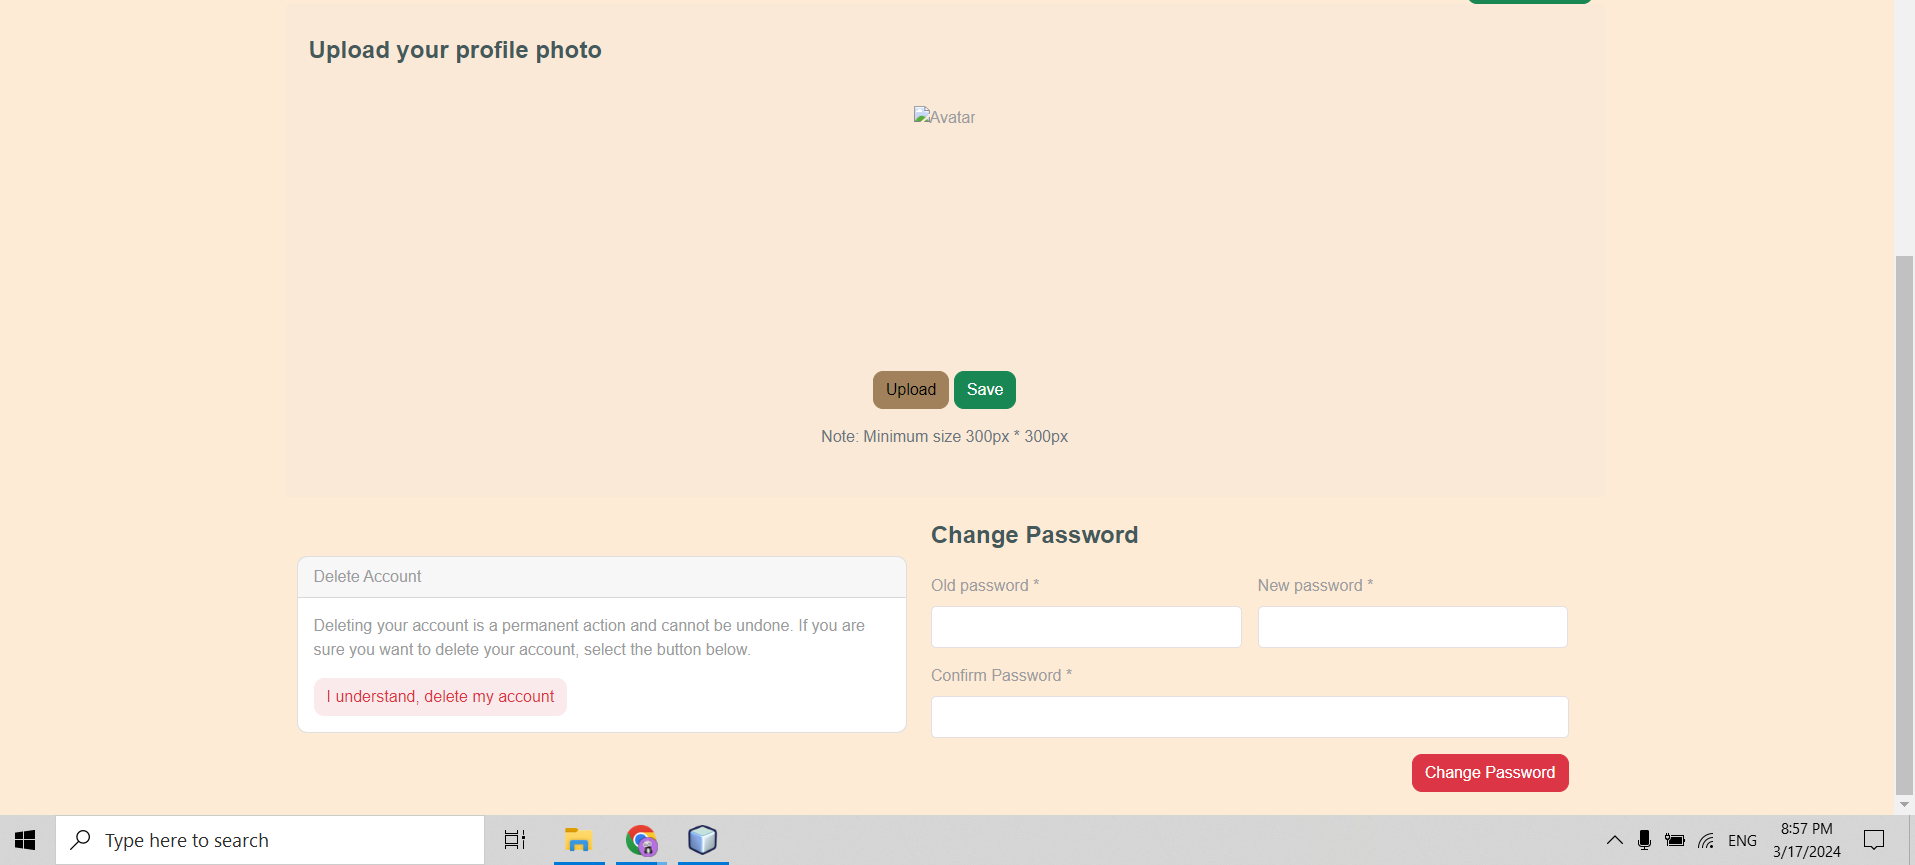 Upload your profile photo
Avatar
Upload
Save
Note: Minimum size 300px * 300px
Delete Account
Deleting your account is a permanent action and cannot be undone. If you are
sure you want to delete your account, select the button below.
I understand, delete my account
Change Password
Old password *
New password *
Confirm Password *
Change Password
Type here to search
ENG
8:57 PM
3/17/2024